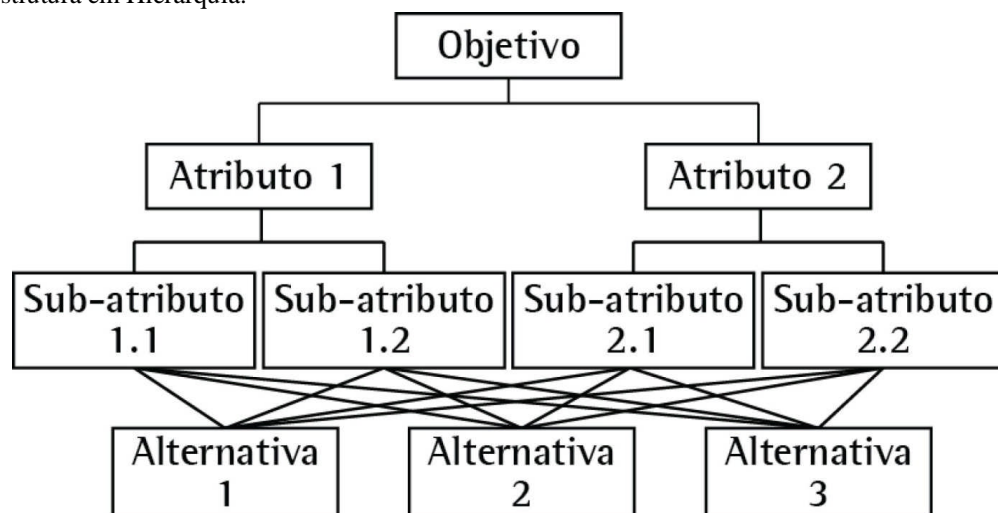 strutura em Hierarquia.
Objetivo
Atributo 1
Atributo 2
Sub-atributo
1.1
Sub-atributo
1.2
Sub-atributo
2.1
Sub-atributo
2.2
Alternativa
1
Alternativa
2
Alternativa
3